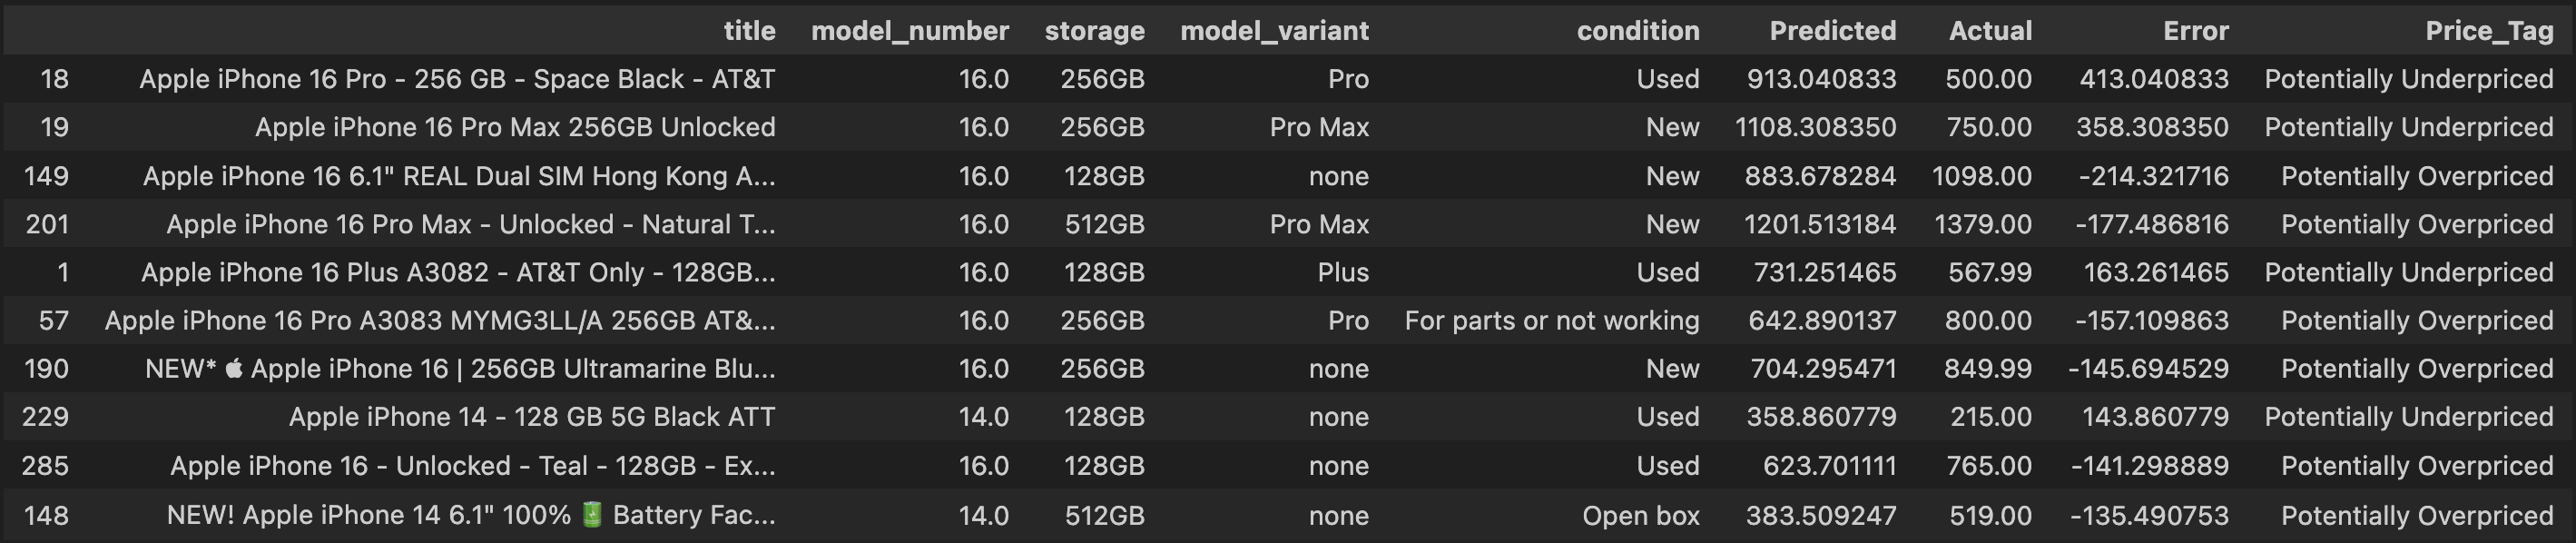 title model_number storage model_variant condition Predicted Actual Error Price_Tag
18 Apple iPhone 16 Pro - 256 GB - Space Black - AT&T 16.0 256GB Pro Used 913.040833 500.00 413.040833 Potentially Underpriced
19 Apple iPhone 16 Pro Max 256GB Unlocked 16.0 256GB Pro Max New 1108.308350 750.00 358.308350 Potentially Underpriced
149 Apple iPhone 16 6.1" REAL Dual SIM Hong Kong A... 16.0 128GB none New 883.678284 1098.00 -214.321716 Potentially Overpriced
201 Apple iPhone 16 Pro Max - Unlocked - Natural T... 16.0 512GB Pro Max New 1201.513184 1379.00 -177.486816 Potentially Overpriced
1 Apple iPhone 16 Plus A3082 - AT&T Only - 128GB... 16.0 128GB Plus Used 731.251465 567.99 163.261465 Potentially Underpriced
57 Apple iPhone 16 Pro A3083 MYMG3LL/A 256GB AT&... 16.0 256GB Pro For parts or not working 642.890137 800.00 -157.109863 Potentially Overpriced
190 NEW*  Apple iPhone 16 | 256GB Ultramarine Blu... 16.0 256GB none New 704.295471 849.99 -145.694529 Potentially Overpriced
229 Apple iPhone 14 - 128 GB 5G Black ATT 14.0 128GB none Used 358.860779 215.00 143.860779 Potentially Underpriced
285 Apple iPhone 16 - Unlocked - Teal - 128GB - Ex... 16.0 128GB none Used 623.701111 765.00 -141.298889 Potentially Overpriced
148 NEW! Apple iPhone 14 6.1" 100% 🔋 Battery Fac... 14.0 512GB none Open box 383.509247 519.00 -135.490753 Potentially Overpriced